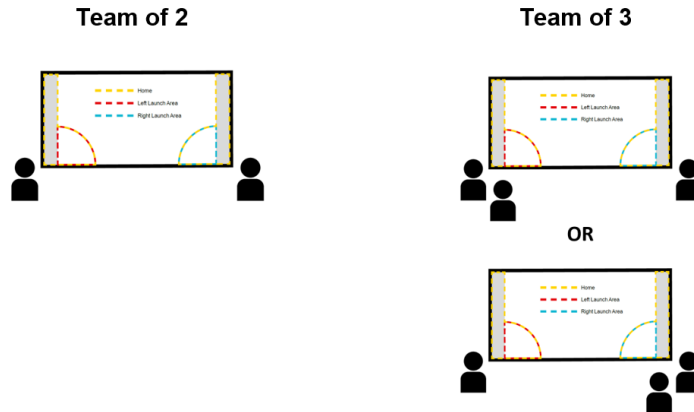 Team of 2
Home
Left Launch Area
Right Launch Area
Team of 3
Home
Left Launch Area
Right Launch Area
OR
Home
Left Launch Area
Right Launch Area